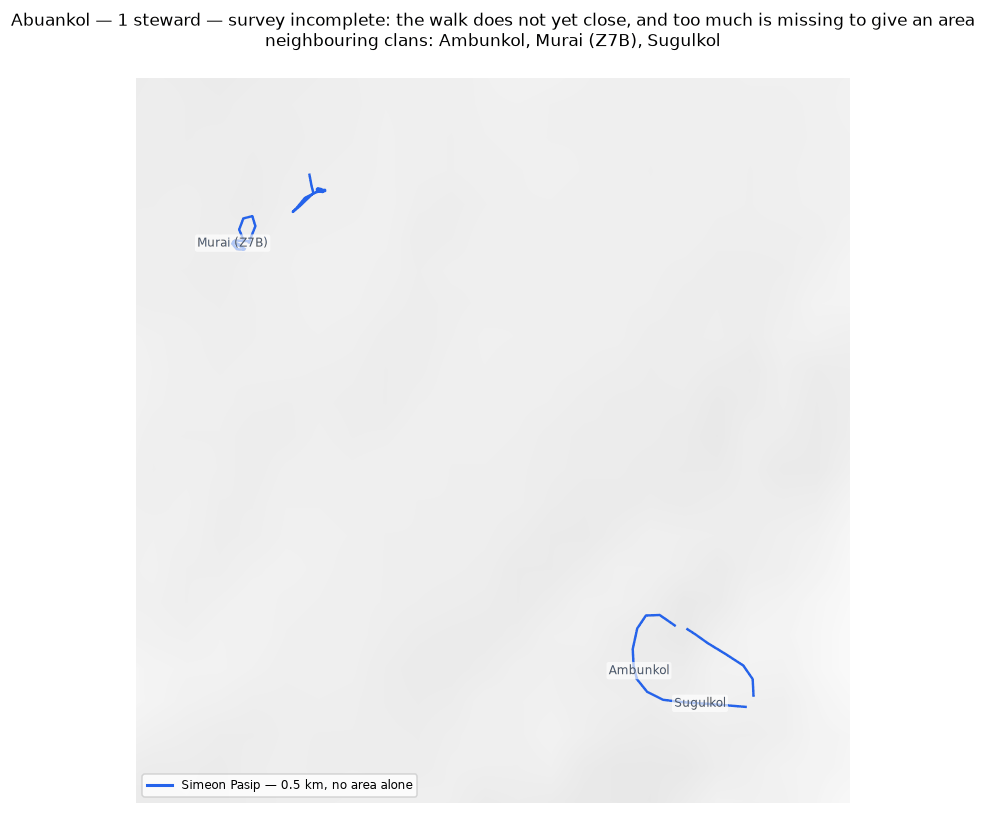 Abuankol — 1 steward — survey incomplete: the walk does not yet close, and too much is missing to give an area
neighbouring clans: Ambunkol, Murai (Z7B), Sugulkol
Murai (Z7B)
Ambunkol
Sugulkol
Simeon Pasip — 0.5 km, no area alone